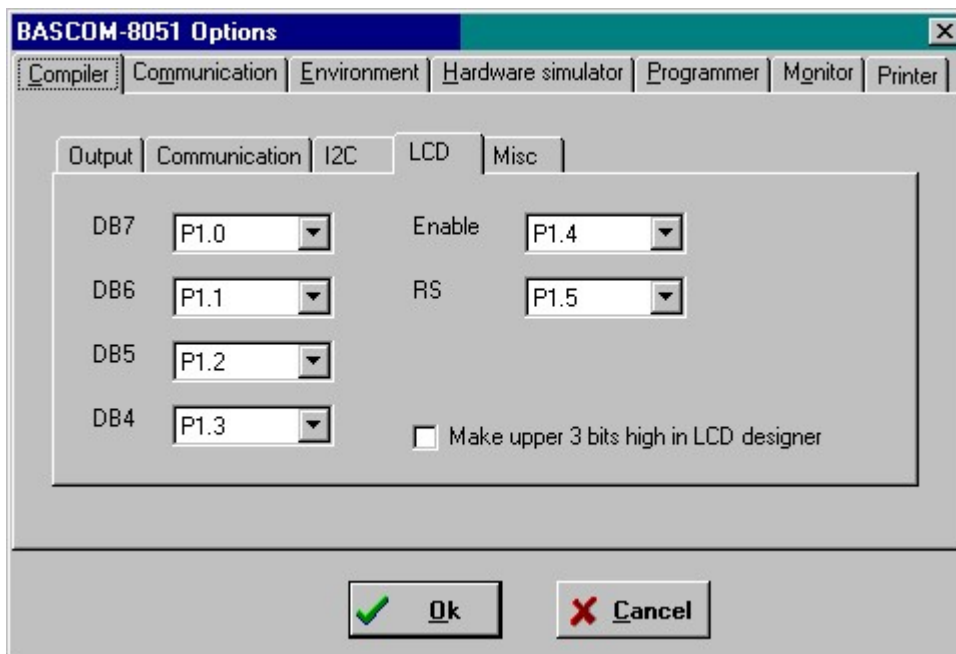 BASCOM-8051 Options
Compiler Communication Environment Hardware simulator Programmer Monitor Printer
Output Communication I2C LCD Misc
DB7 P1.0 Enable P1.4
DB6 P1.1 RS P1.5
DB5 P1.2
DB4 P1.3
Make upper 3 bits high in LCD designer
Ok Cancel